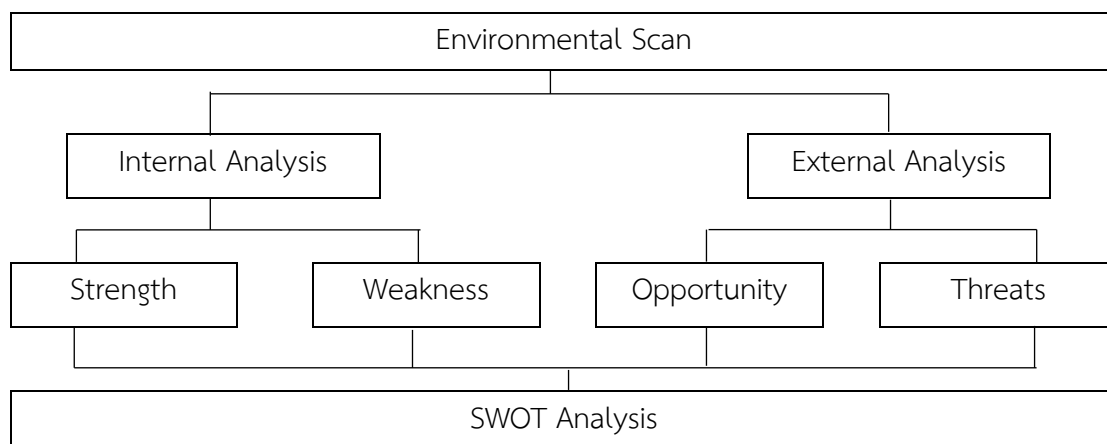 Environmental Scan
Internal Analysis
External Analysis
Strength
Weakness
Opportunity
Threats
SWOT Analysis